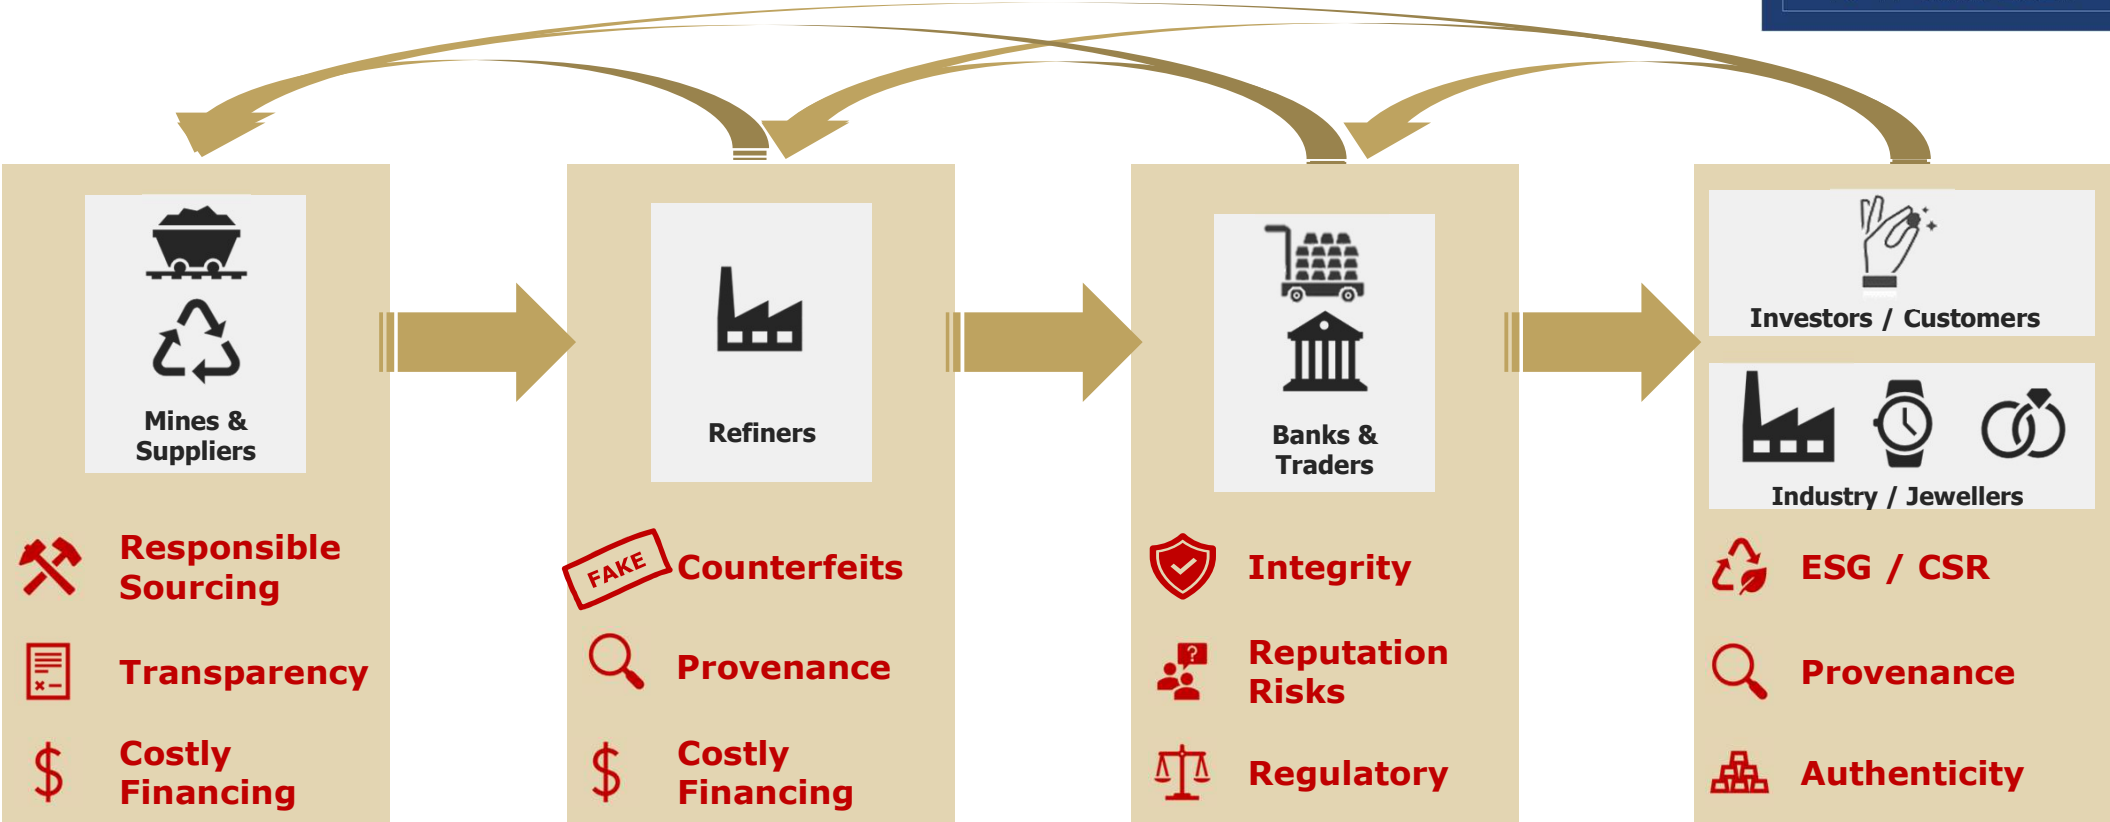 Mines &
Suppliers
Responsible
Sourcing
Transparency
$ Costly
Financing
Refiners
FAKE
Counterfeits
Provenance
$ Costly
Financing
Banks &
Traders
Integrity
?
Reputation
Risks
Regulatory
Investors / Customers
Industry / Jewellers
ESG / CSR
Provenance
Authenticity